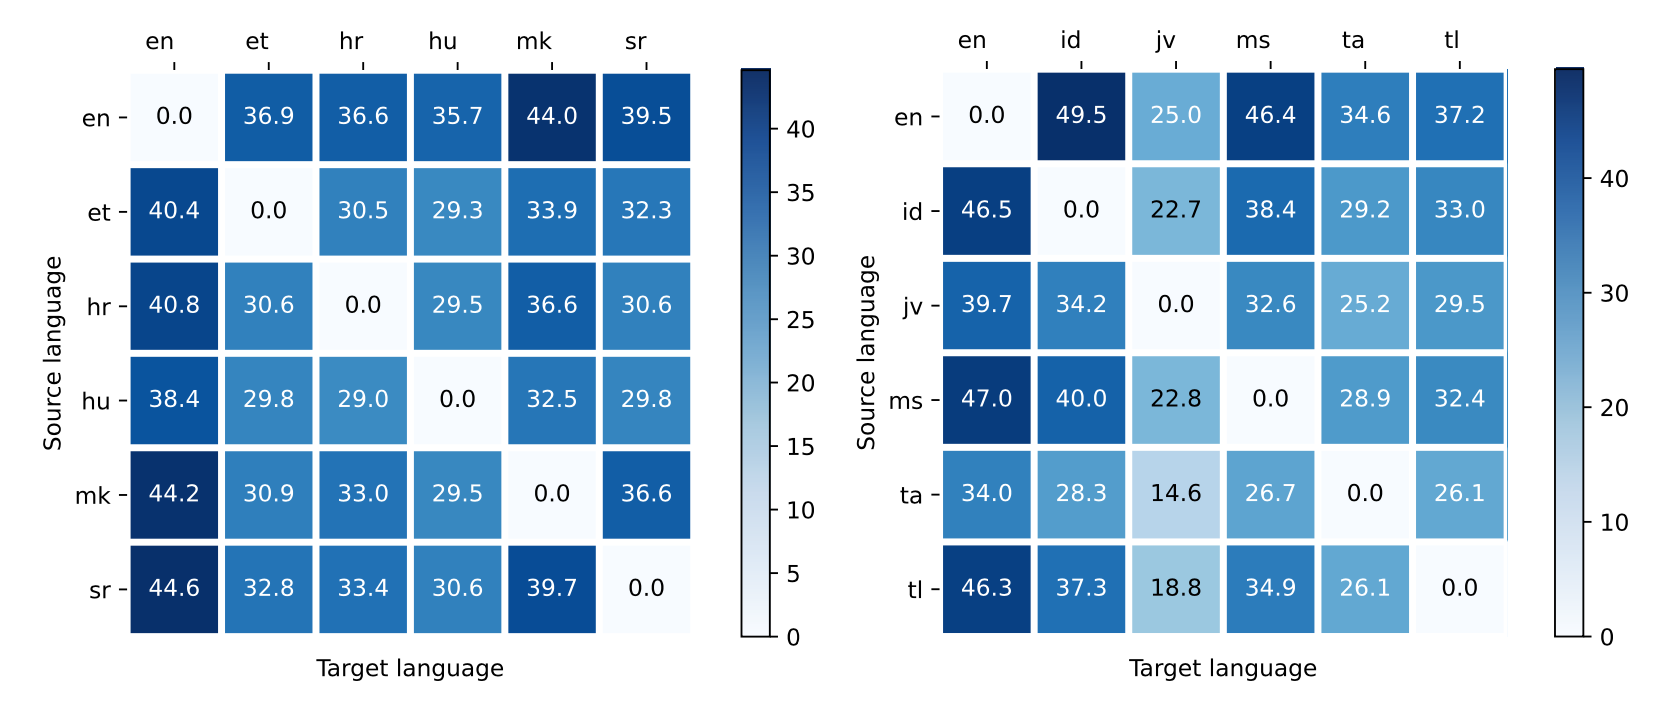 en et hr hu mk sr
en 0.0 36.9 36.6 35.7 44.0 39.5
et 40.4 0.0 30.5 29.3 33.9 32.3
hr 40.8 30.6 0.0 29.5 36.6 30.6
hu 38.4 29.8 29.0 0.0 32.5 29.8
mk 44.2 30.9 33.0 29.5 0.0 36.6
sr 44.6 32.8 33.4 30.6 39.7 0.0
Source language
Target language
40
35
30
25
20
15
10
5
0
en id jv ms ta tl
en 0.0 49.5 25.0 46.4 34.6 37.2
id 46.5 0.0 22.7 38.4 29.2 33.0
jv 39.7 34.2 0.0 32.6 25.2 29.5
ms 47.0 40.0 22.8 0.0 28.9 32.4
ta 34.0 28.3 14.6 26.7 0.0 26.1
tl 46.3 37.3 18.8 34.9 26.1 0.0
Source language
Target language
40
30
20
10
0